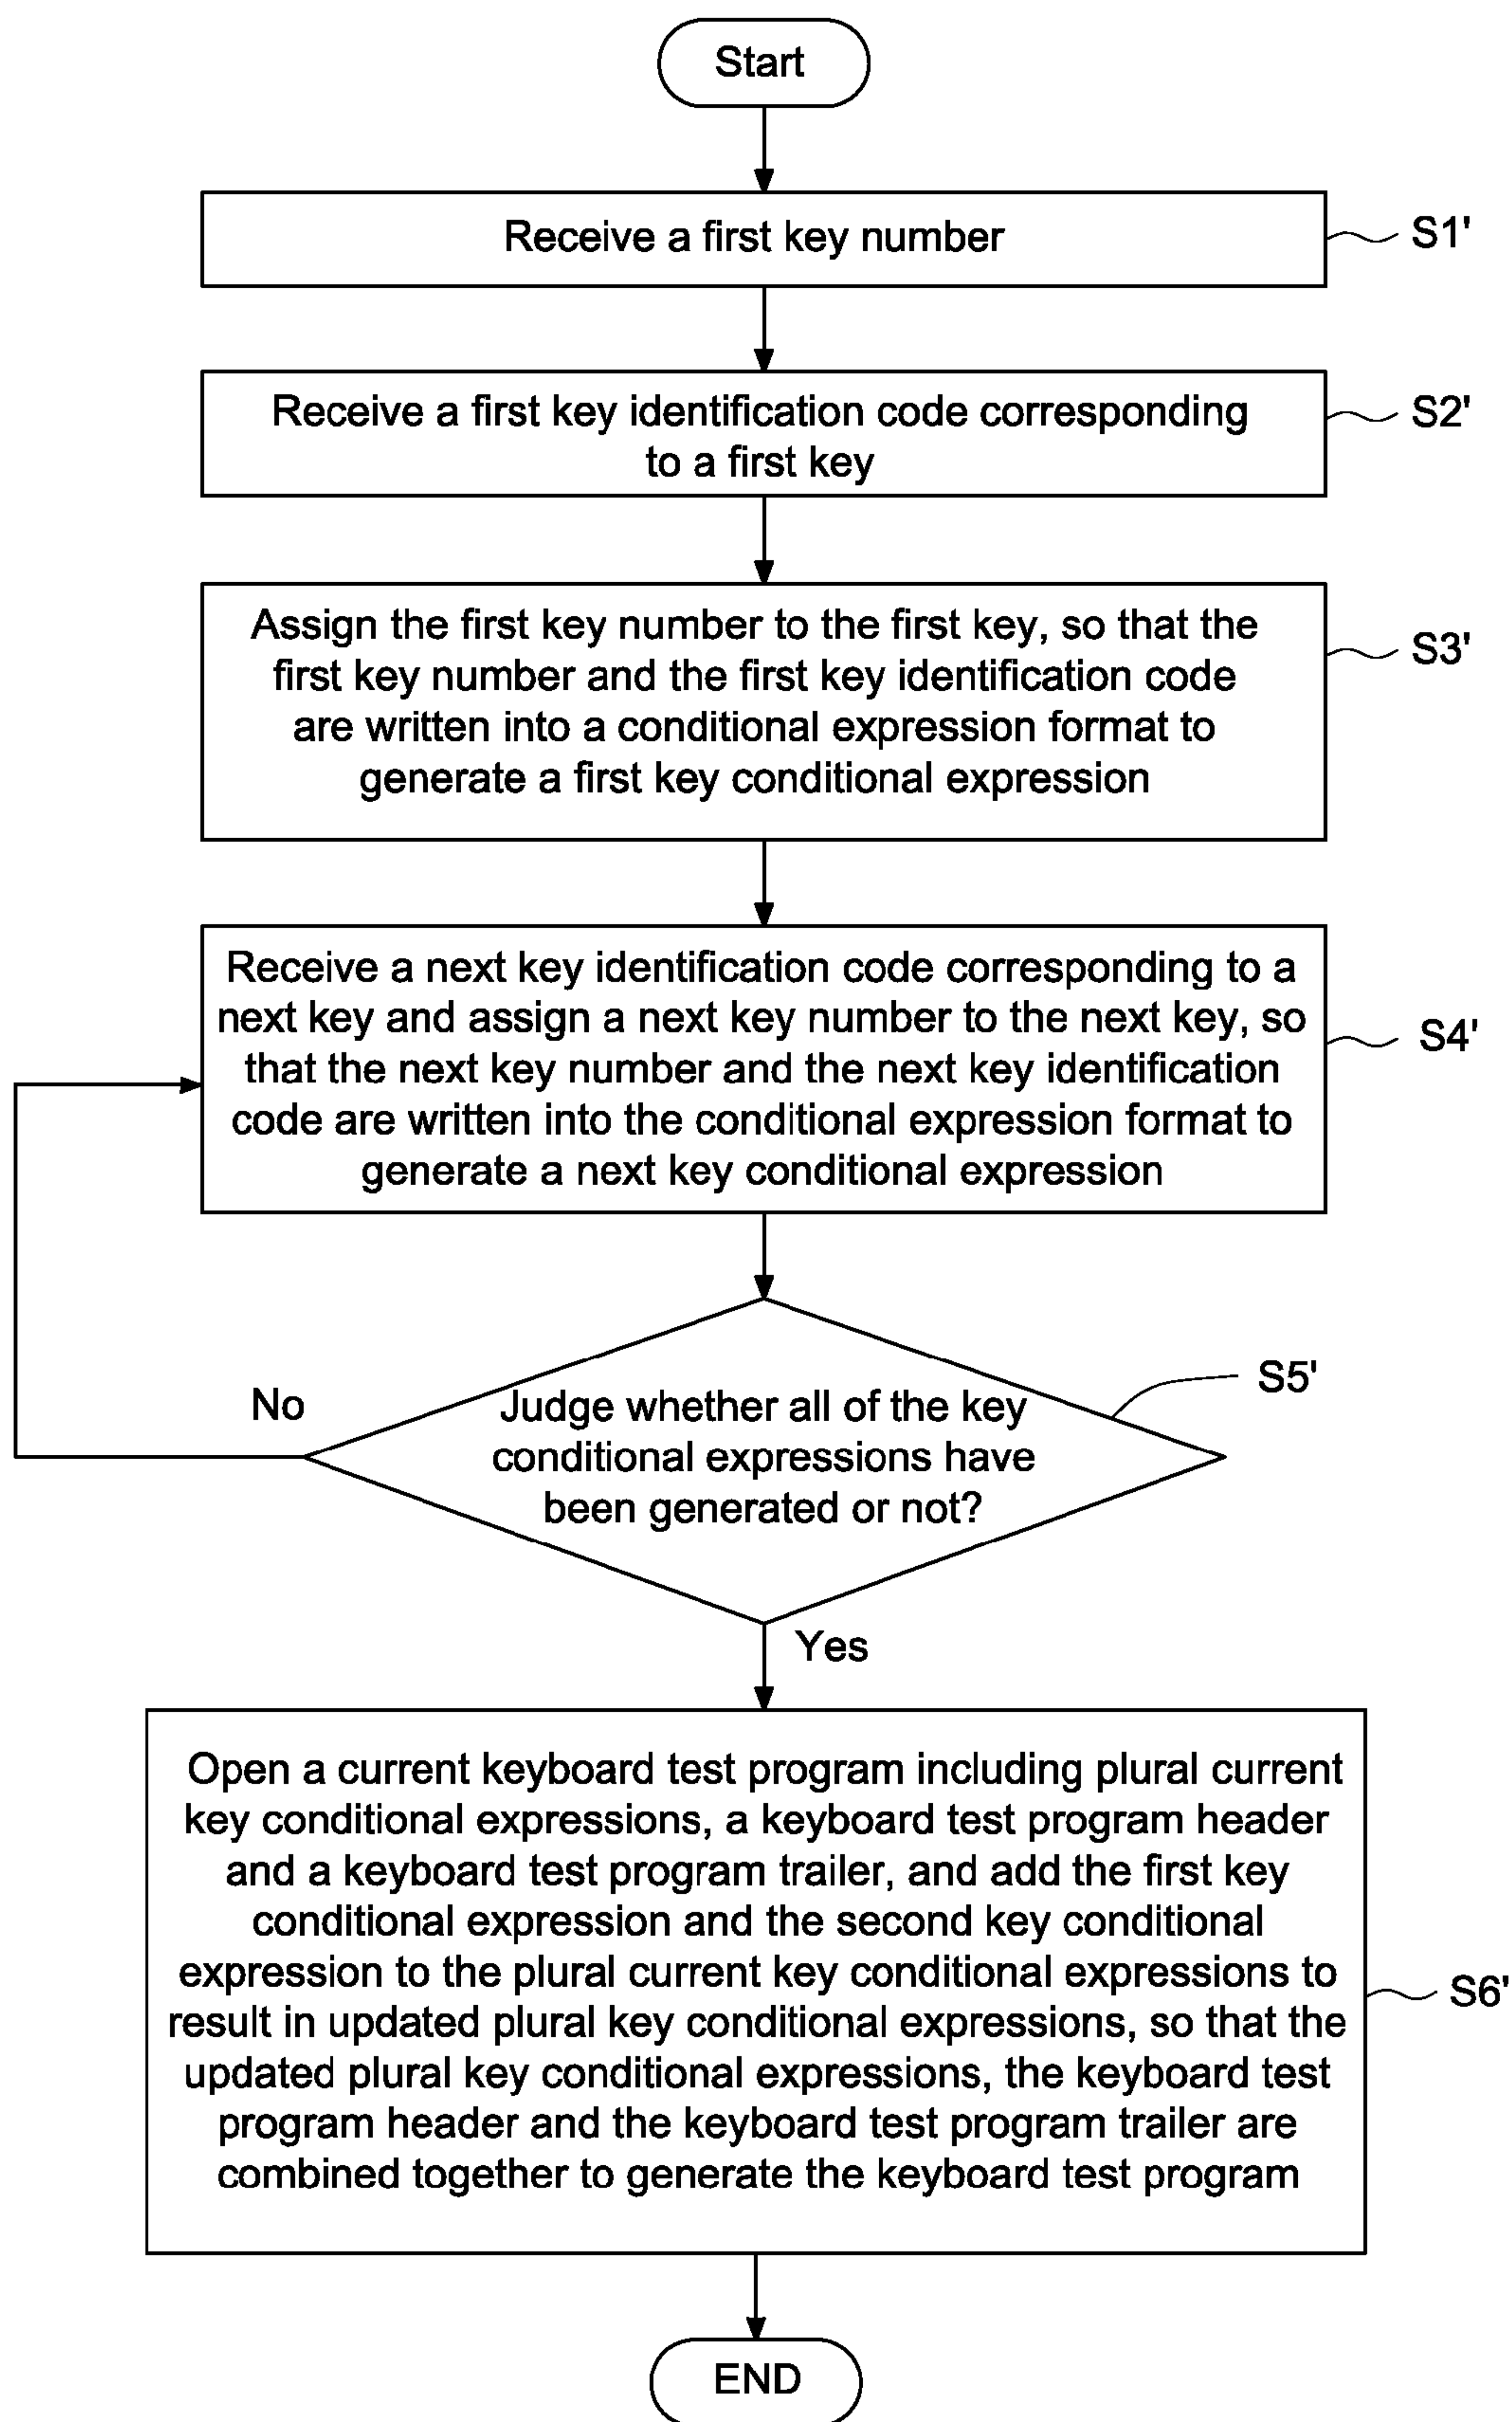 Start
Receive a first key number
S1'
Receive a first key identification code corresponding
to a first key
S2'
Assign the first key number to the first key, so that the
first key number and the first key identification code
are written into a conditional expression format to
generate a first key conditional expression
S3'
Receive a next key identification code corresponding to a
next key and assign a next key number to the next key, so
that the next key number and the next key identification
code are written into the conditional expression format to
generate a next key conditional expression
S4'
Judge whether all of the key
conditional expressions have
been generated or not?
S5'
No
Yes
Open a current keyboard test program including plural current
key conditional expressions, a keyboard test program header
and a keyboard test program trailer, and add the first key
conditional expression and the second key conditional
expression to the plural current key conditional expressions to
result in updated plural key conditional expressions, so that the
updated plural key conditional expressions, the keyboard test
program header and the keyboard test program trailer are
combined together to generate the keyboard test program
S6'
END